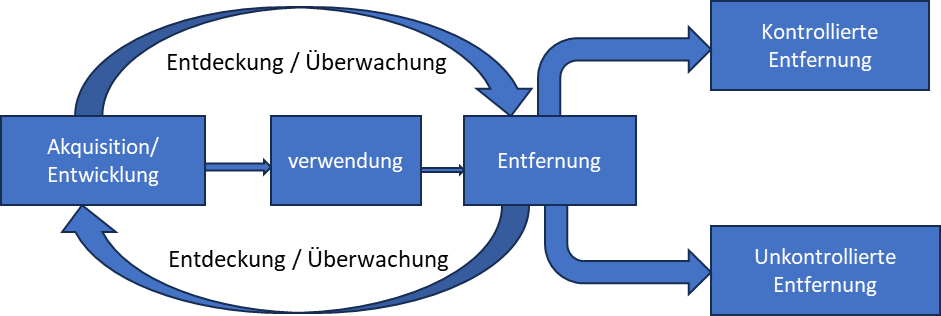 Kontrollierte
Entfernung
Entdeckung / Überwachung
Akquisition/
Entwicklung
verwendung
Entfernung
Entdeckung / Überwachung
Unkontrollierte
Entfernung